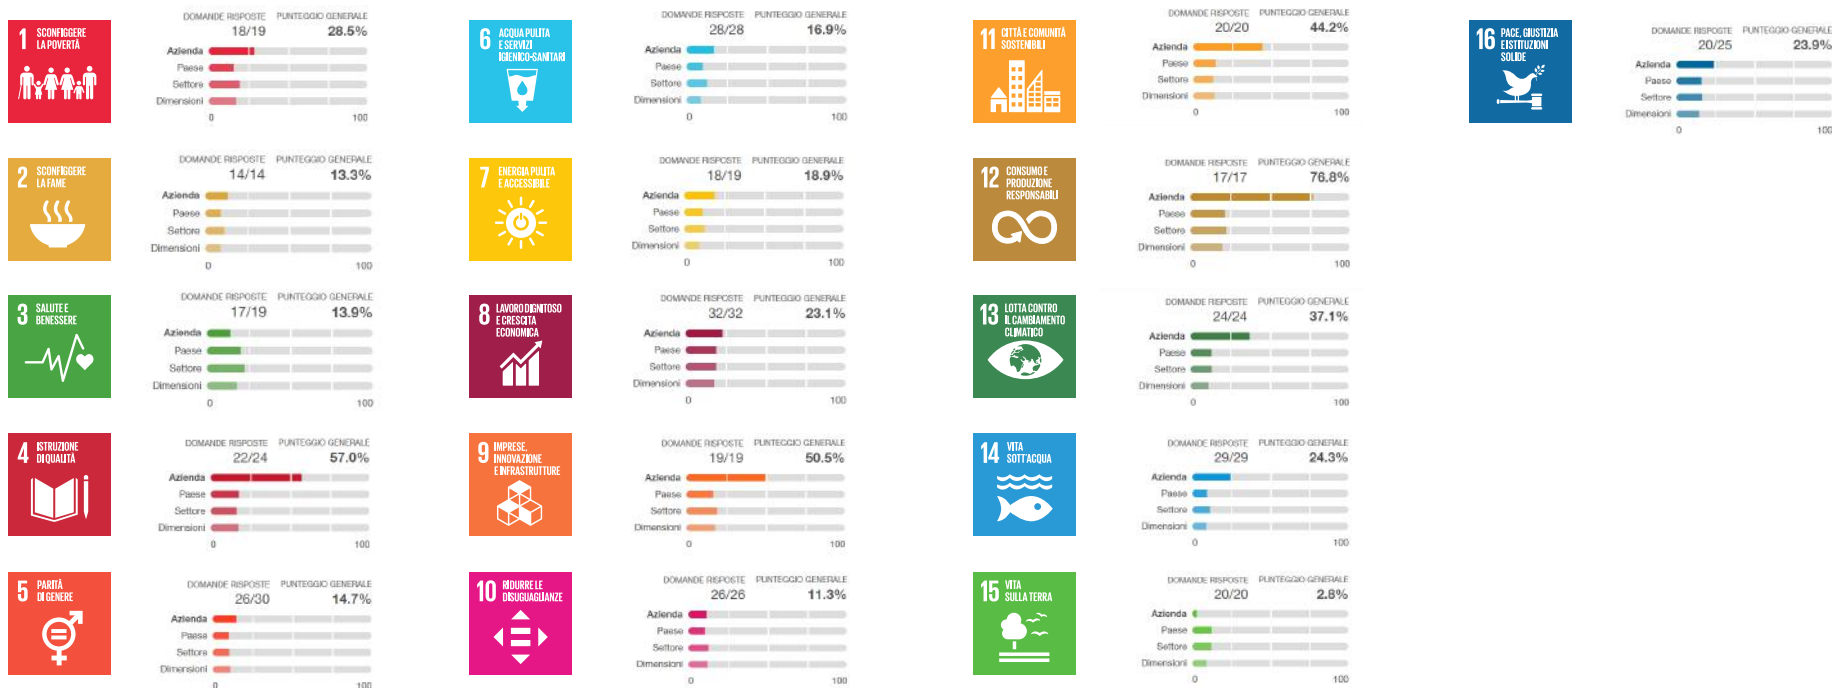 1 SCONFIGGERE
LA POVERTÀ
DOMANDE RISPOSTE PUNTEGGIO GENERALE
18/19 28.5%
Azienda
Paese
Settore
Dimensioni
0 100
2 SCONFIGGERE
LA FAME
DOMANDE RISPOSTE PUNTEGGIO GENERALE
14/14 13.3%
Azienda
Paese
Settore
Dimensioni
0 100
3 SALUTE E
BENESSERE
DOMANDE RISPOSTE PUNTEGGIO GENERALE
17/19 13.9%
Azienda
Paese
Settore
Dimensioni
0 100
4 ISTRUZIONE
DI QUALITÀ
DOMANDE RISPOSTE PUNTEGGIO GENERALE
22/24 57.0%
Azienda
Paese
Settore
Dimensioni
0 100
5 PARITÀ
DI GENERE
DOMANDE RISPOSTE PUNTEGGIO GENERALE
26/30 14.7%
Azienda
Paese
Settore
Dimensioni
0 100
6 ACQUA PULITA
E SERVIZI
IGIENICO-SANITARI
DOMANDE RISPOSTE PUNTEGGIO GENERALE
28/28 16.9%
Azienda
Paese
Settore
Dimensioni
0 100
7 ENERGIA PULITA
E ACCESSIBILE
DOMANDE RISPOSTE PUNTEGGIO GENERALE
18/19 18.9%
Azienda
Paese
Settore
Dimensioni
0 100
8 LAVORO DIGNITOSO
E CRESCITA
ECONOMICA
DOMANDE RISPOSTE PUNTEGGIO GENERALE
32/32 23.1%
Azienda
Paese
Settore
Dimensioni
0 100
9 IMPRESE,
INNOVAZIONE
E INFRASTRUTTURE
DOMANDE RISPOSTE PUNTEGGIO GENERALE
19/19 50.5%
Azienda
Paese
Settore
Dimensioni
0 100
10 RIDURRE LE
DISUGUAGLIANZE
DOMANDE RISPOSTE PUNTEGGIO GENERALE
26/26 11.3%
Azienda
Paese
Settore
Dimensioni
0 100
11 CITTÀ E COMUNITÀ
SOSTENIBILI
DOMANDE RISPOSTE PUNTEGGIO GENERALE
20/20 44.2%
Azienda
Paese
Settore
Dimensioni
0 100
12 CONSUMO E
PRODUZIONE
RESPONSABILI
DOMANDE RISPOSTE PUNTEGGIO GENERALE
17/17 76.8%
Azienda
Paese
Settore
Dimensioni
0 100
13 LOTTA CONTRO
IL CAMBIAMENTO
CLIMATICO
DOMANDE RISPOSTE PUNTEGGIO GENERALE
24/24 37.1%
Azienda
Paese
Settore
Dimensioni
0 100
14 VITA
SOTT'ACQUA
DOMANDE RISPOSTE PUNTEGGIO GENERALE
29/29 24.3%
Azienda
Paese
Settore
Dimensioni
0 100
15 VITA
SULLA TERRA
DOMANDE RISPOSTE PUNTEGGIO GENERALE
20/20 2.8%
Azienda
Paese
Settore
Dimensioni
0 100
16 PACE, GIUSTIZIA
E ISTITUZIONI
SOLIDE
DOMANDE RISPOSTE PUNTEGGIO GENERALE
20/25 23.9%
Azienda
Paese
Settore
Dimensioni
0 100